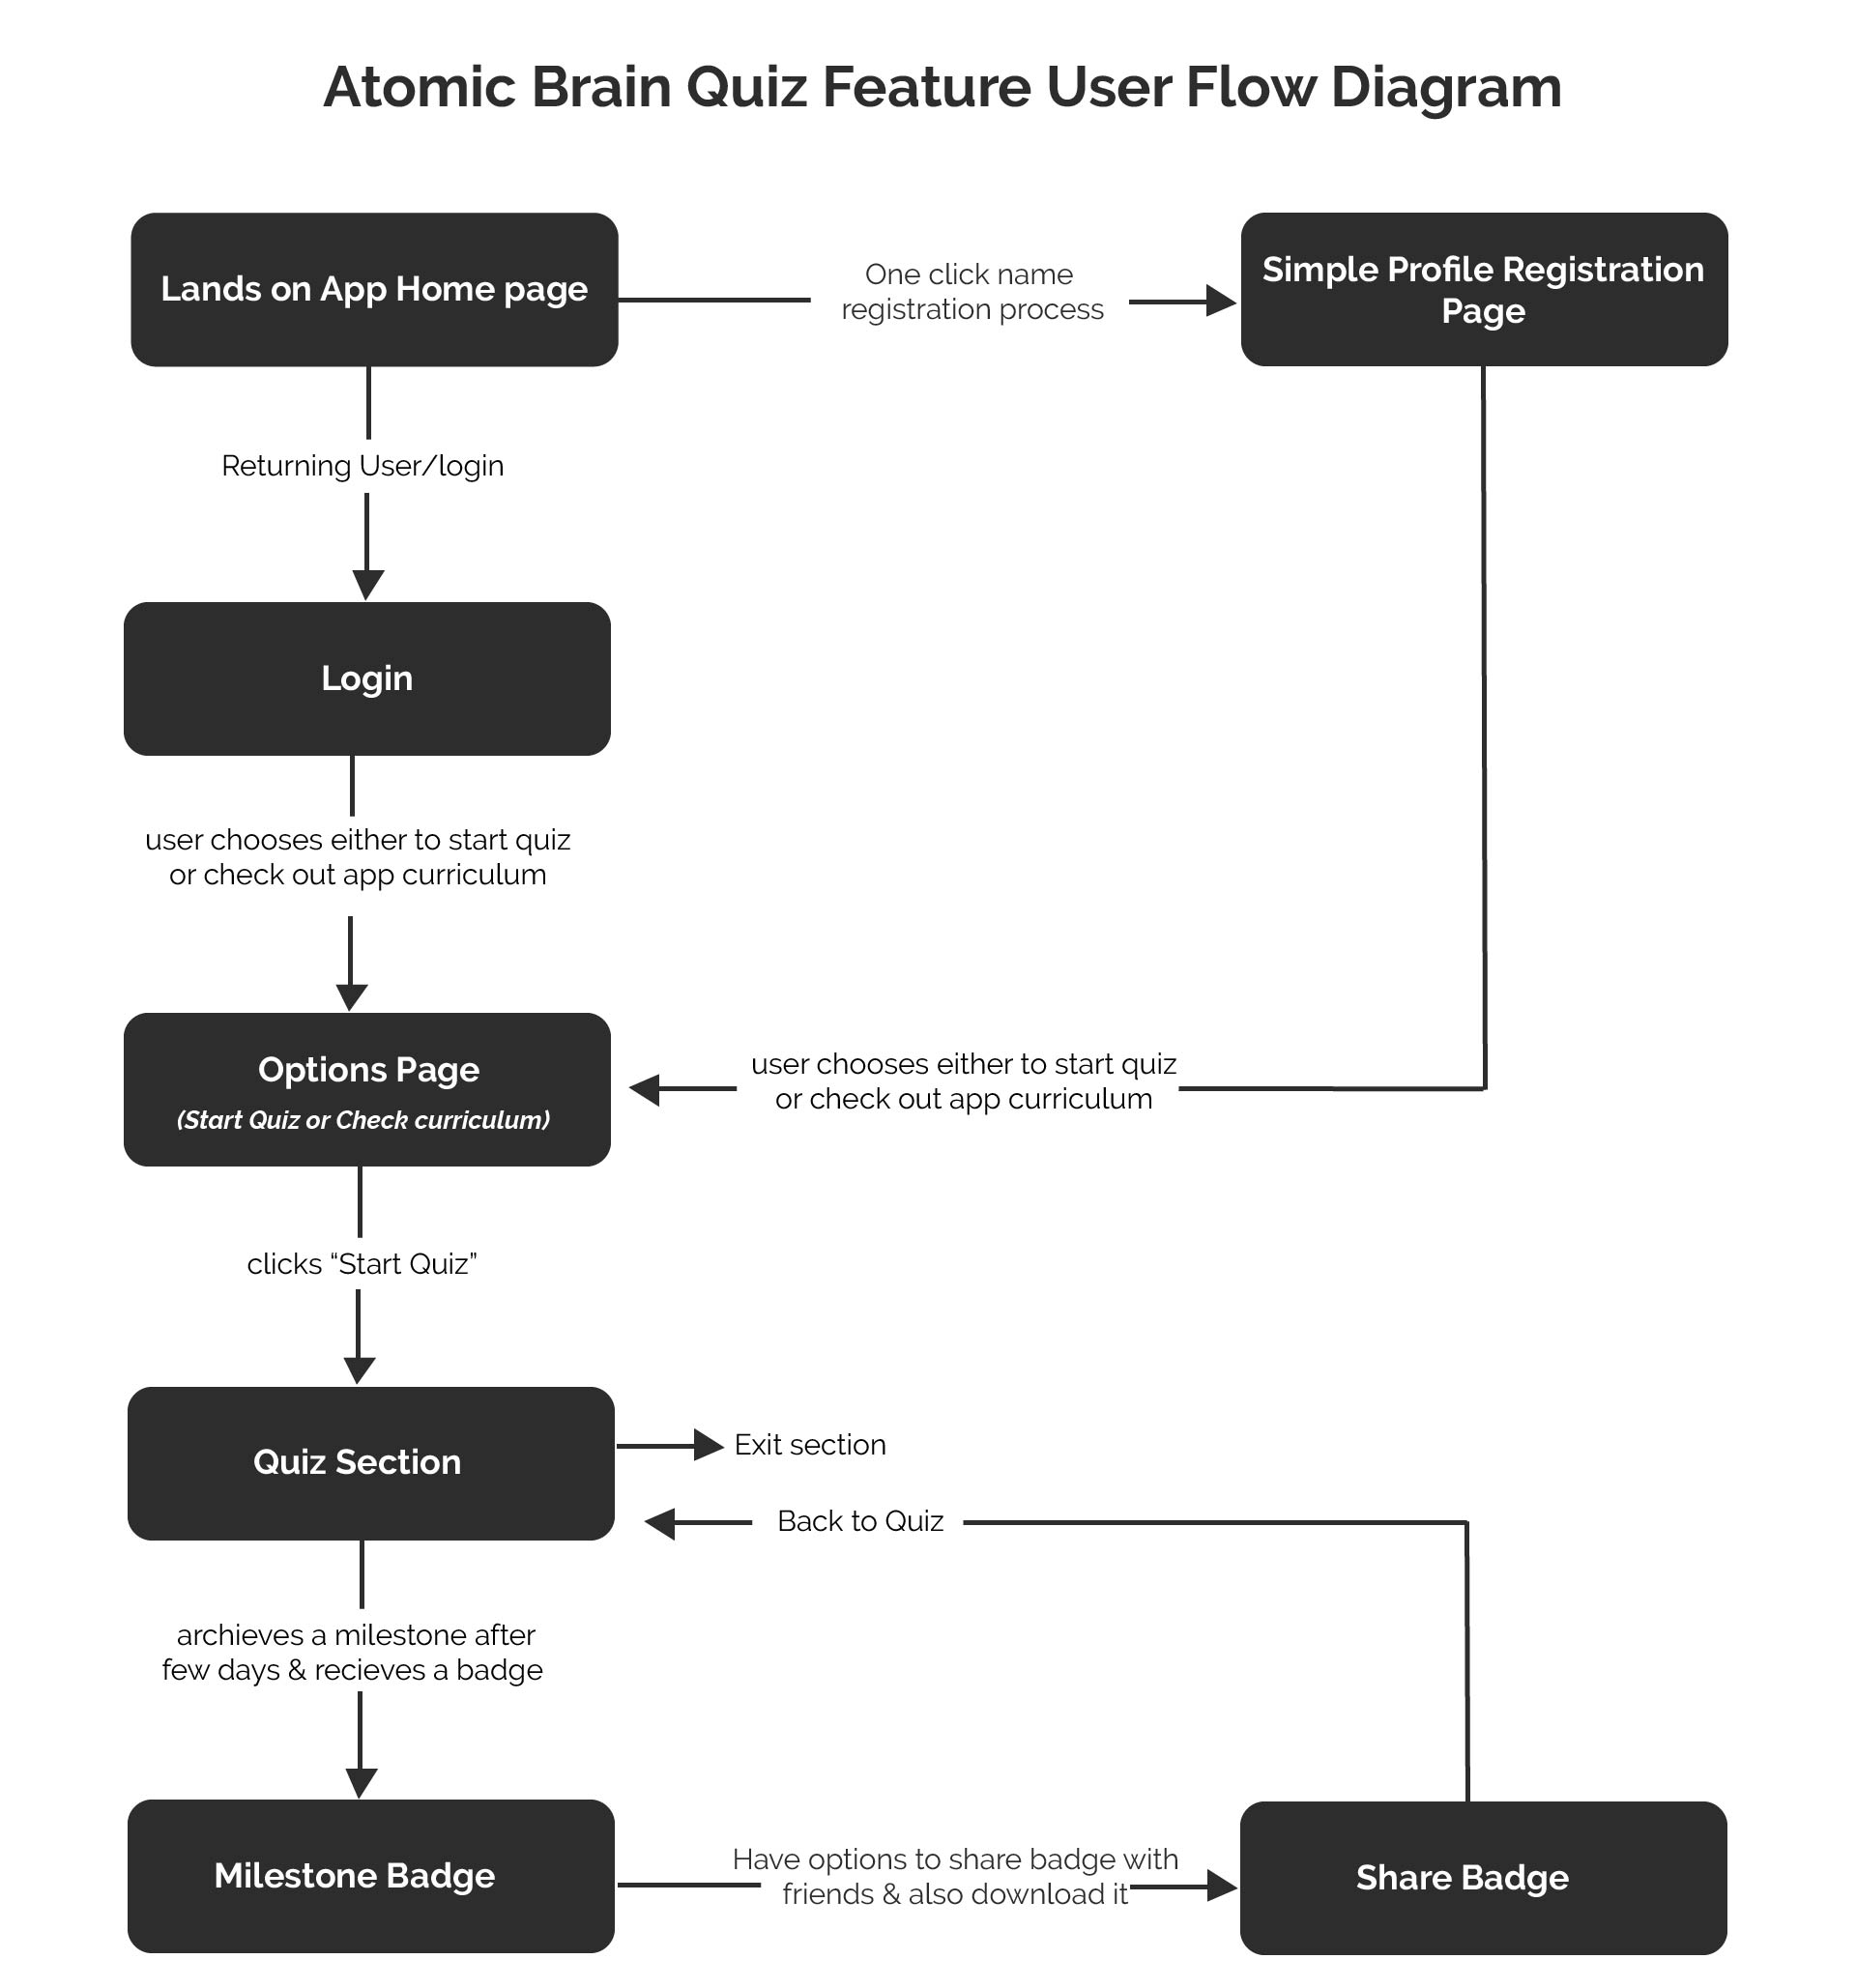 Atomic Brain Quiz Feature User Flow Diagram
Lands on App Home page
One click name
registration process
Simple Profile Registration
Page
Returning User/login
Login
user chooses either to start quiz
or check out app curriculum
Options Page
(Start Quiz or Check curriculum)
user chooses either to start quiz
or check out app curriculum
clicks “Start Quiz”
Quiz Section
Exit section
Back to Quiz
archieves a milestone after
few days & recieves a badge
Milestone Badge
Have options to share badge with
friends & also download it
Share Badge